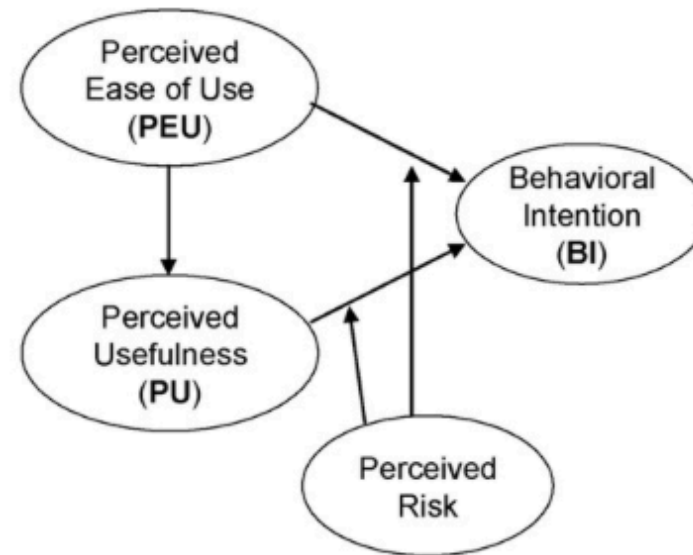 Perceived
Ease of Use
(PEU)
Behavioral
Intention
(BI)
Perceived
Usefulness
(PU)
Perceived
Risk